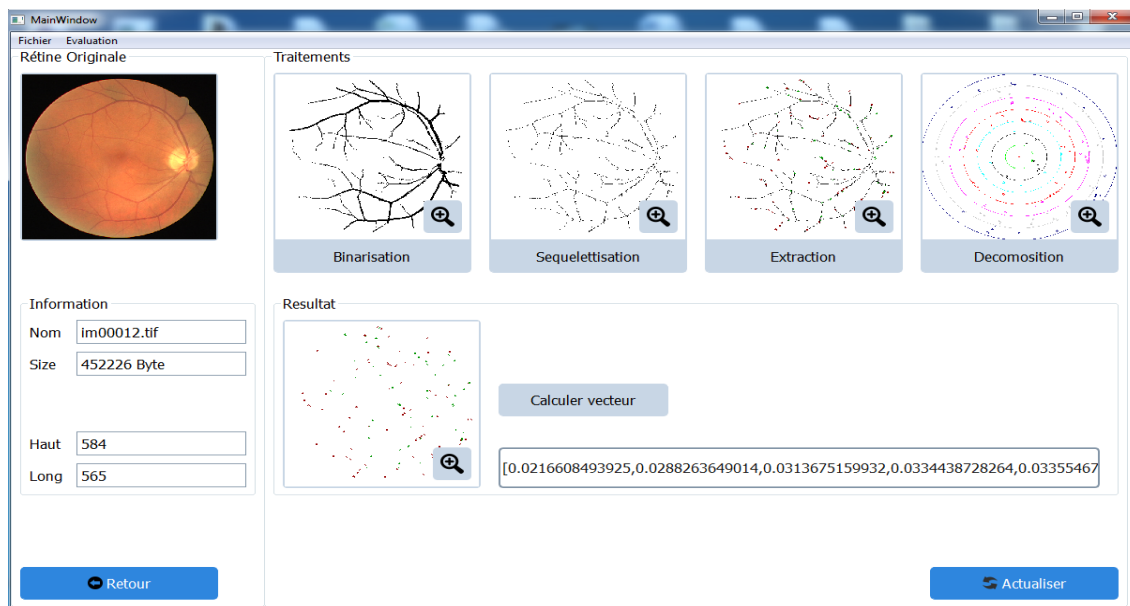 MainWindow
Fichier Evaluation
Rétine Originale
Traitements
Binarisation
Sequelettisation
Extraction
Decomosition
Information
Nom im00012.tif
Size 452226 Byte
Haut 584
Long 565
Resultat
Calculer vecteur
[0.0216608493925,0.0288263649014,0.0313675159932,0.0334438728264,0.03355467
Retour
Actualiser